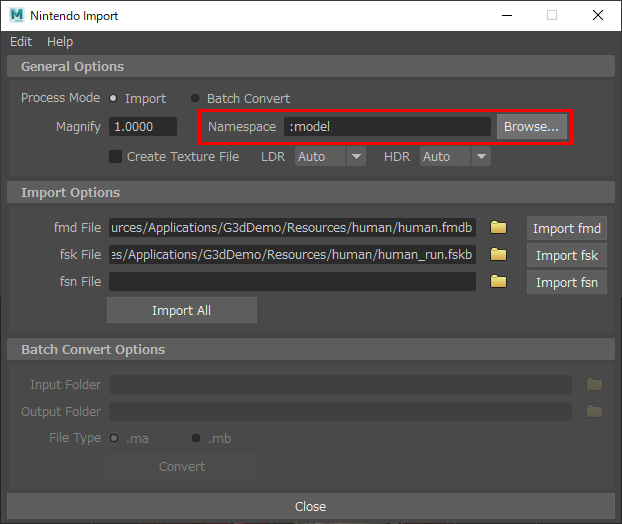 Nintendo Import
Edit Help
General Options
Process Mode Import Batch Convert
Magnify 1.0000 Namespace :model Browse...
Create Texture File LDR Auto HDR Auto
Import Options
fmd File urces/Applications/G3dDemo/Resources/human/human.fmdb Import fmd
fsk File es/Applications/G3dDemo/Resources/human/human_run.fskb Import fsk
fsn File Import fsn
Import All
Batch Convert Options
Input Folder
Output Folder
File Type .ma .mb
Convert
Close